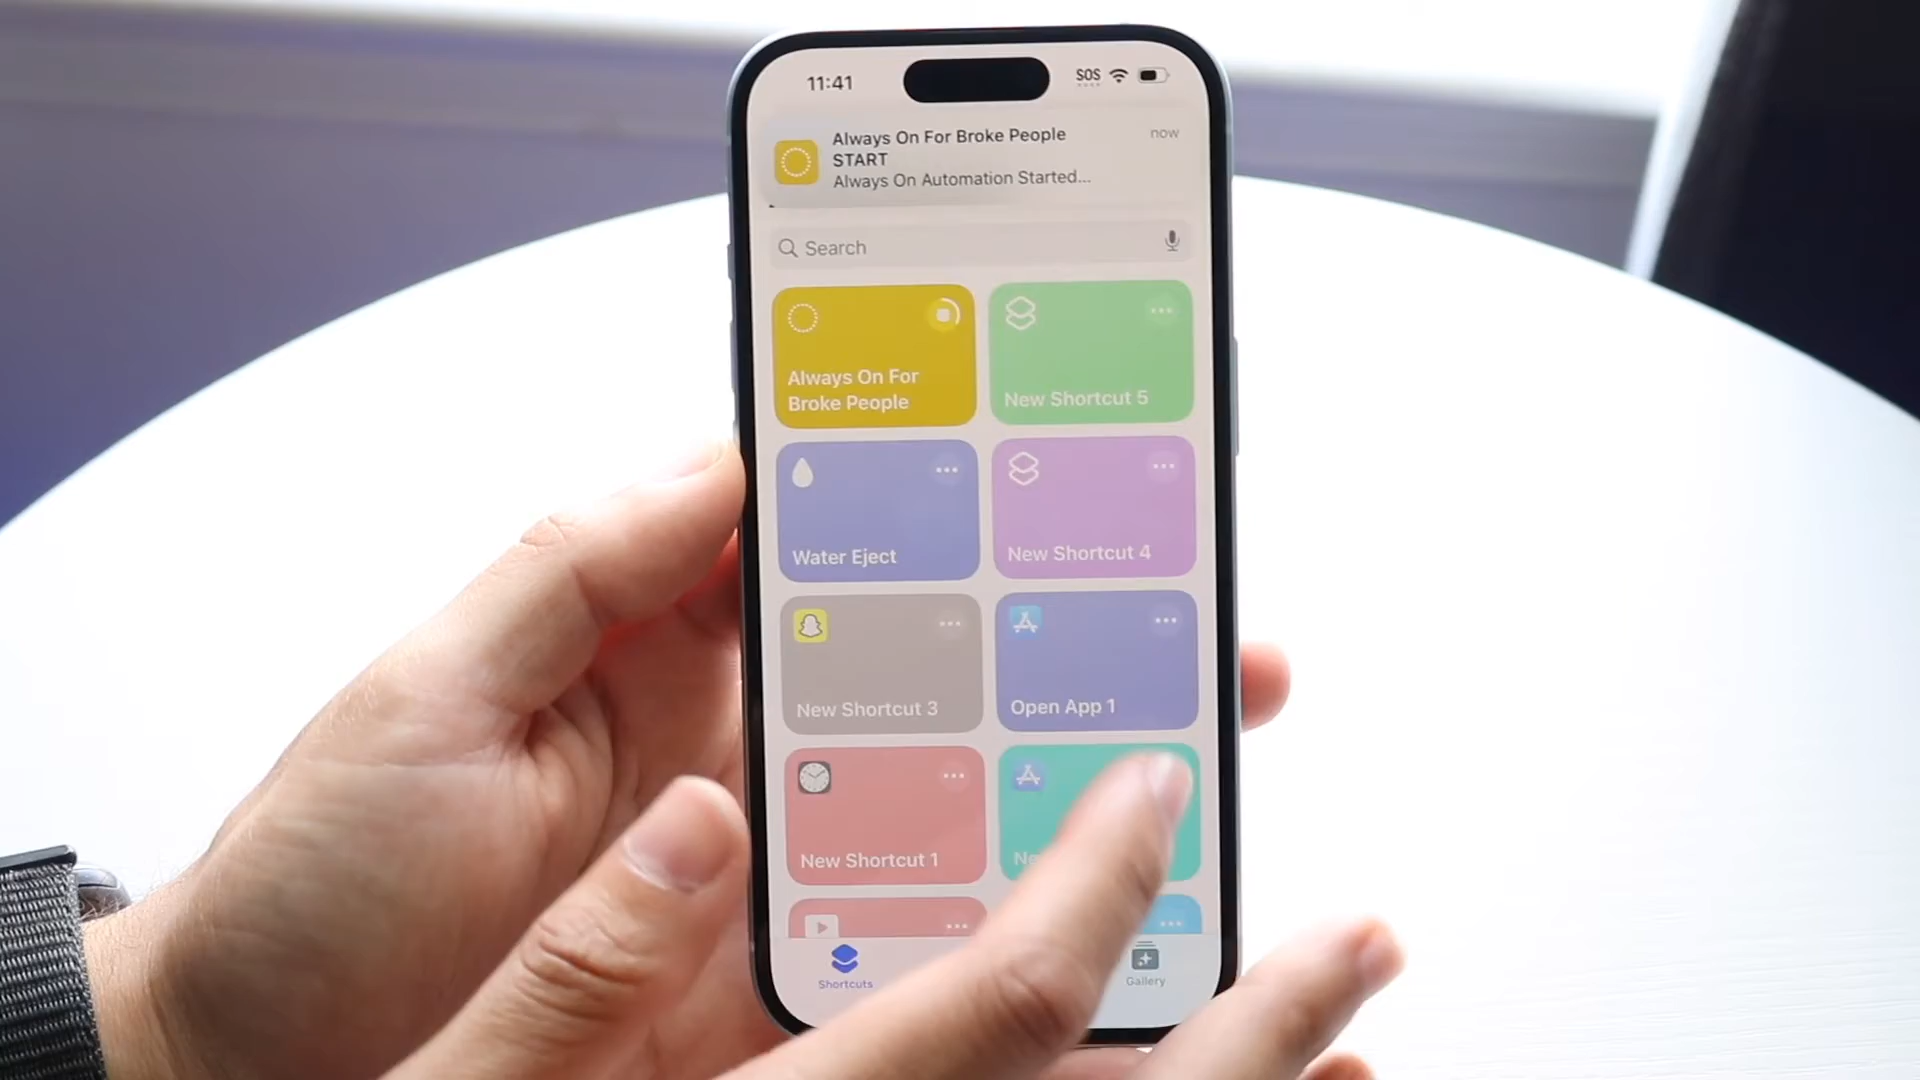 11:41
SOS
Always On For Broke People
START
now
Always On Automation Started...
Search
Always On For
Broke People
New Shortcut 5
Water Eject
New Shortcut 4
New Shortcut 3
Open App 1
New Shortcut 1
Shortcuts
Gallery